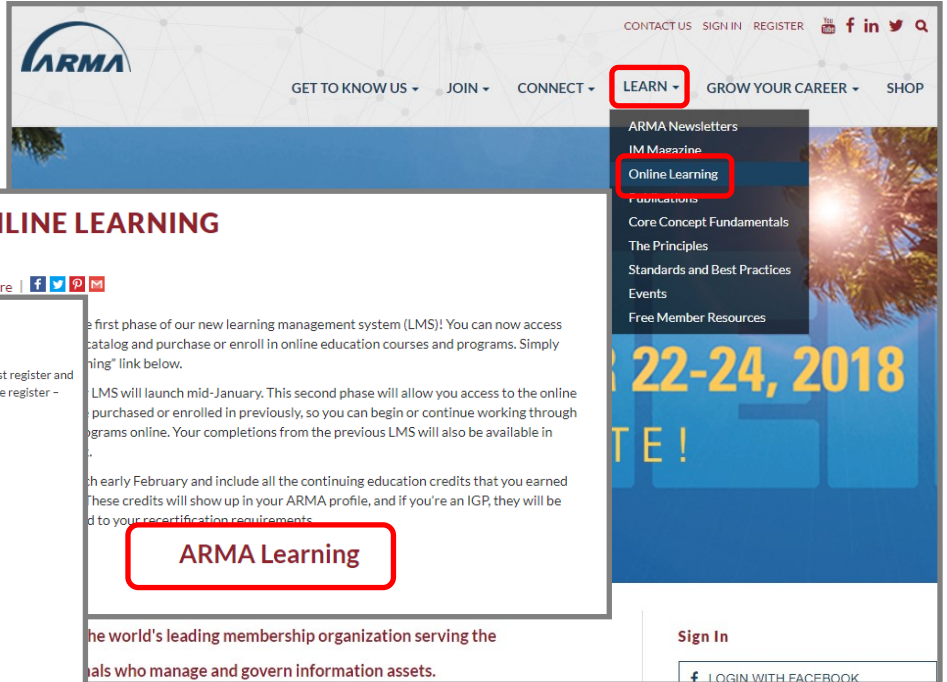 CONTACT US SIGN IN REGISTER You Tube f in
ARMA
GET TO KNOW US JOIN CONNECT LEARN GROW YOUR CAREER SHOP
ARMA Newsletters
IM Magazine
Online Learning
Publications
Core Concept Fundamentals
The Principles
Standards and Best Practices
Events
Free Member Resources
22-24, 2018
TE!
LINE LEARNING
re |
e first phase of our new learning management system (LMS)! You can now access
catalog and purchase or enroll in online education courses and programs. Simply
ning" link below.
LMS will launch mid-January. This second phase will allow you access to the online
purchased or enrolled in previously, so you can begin or continue working through
ograms online. Your completions from the previous LMS will also be available in
ch early February and include all the continuing education credits that you earned
These credits will show up in your ARMA profile, and if you're an IGP, they will be
d to your recertification requirements.
ARMA Learning
st register and
e register –
he world's leading membership organization serving the
nals who manage and govern information assets.
Sign In
f LOGIN WITH FACEBOOK